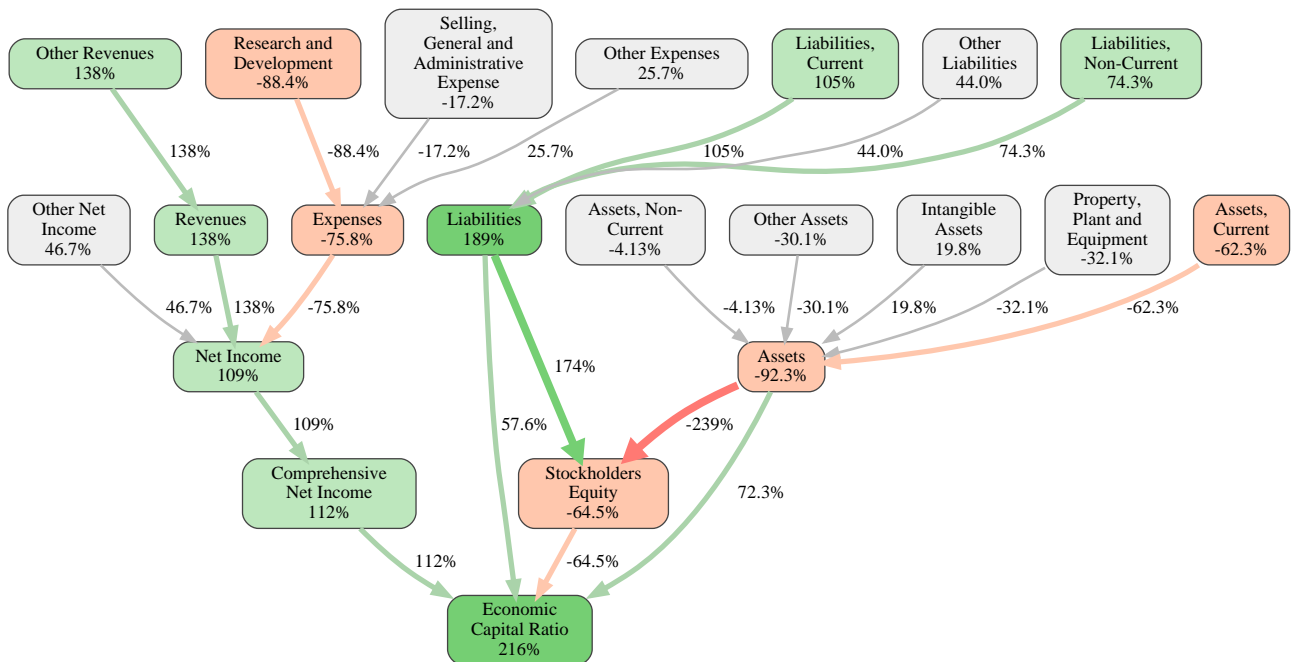 Other Revenues
138%
Research and
Development
-88.4%
Selling,
General and
Administrative
Expense
-17.2%
Other Expenses
25.7%
Liabilities,
Current
105%
Other
Liabilities
44.0%
Liabilities,
Non-Current
74.3%
138%
-88.4%
-17.2%
25.7%
105%
44.0%
74.3%
Other Net
Income
46.7%
Revenues
138%
Expenses
-75.8%
Liabilities
189%
Assets, Non-
Current
-4.13%
Other Assets
-30.1%
Intangible
Assets
19.8%
Property,
Plant and
Equipment
-32.1%
Assets,
Current
-62.3%
46.7%
138%
-75.8%
-4.13%
-30.1%
19.8%
-32.1%
-62.3%
Net Income
109%
174%
Assets
-92.3%
109%
57.6%
-239%
72.3%
Comprehensive
Net Income
112%
Stockholders
Equity
-64.5%
112%
-64.5%
Economic
Capital Ratio
216%